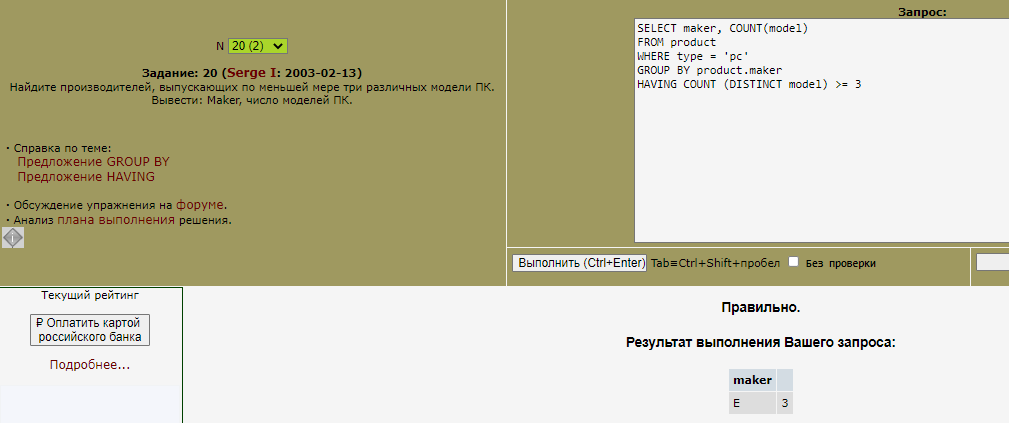 N 20 (2)
Задание: 20 (Serge I: 2003-02-13)
Найдите производителей, выпускающих по меньшей мере три различных модели ПК.
Вывести: Maker, число моделей ПК.
· Справка по теме:
Предложение GROUP BY
Предложение HAVING
· Обсуждение упражнения на форуме.
· Анализ плана выполнения решения.
Запрос:
SELECT maker, COUNT(model)
FROM product
WHERE type = 'pc'
GROUP BY product.maker
HAVING COUNT (DISTINCT model) >= 3
Выполнить (Ctrl+Enter) Tab≡Ctrl+Shift+пробел Без проверки
Текущий рейтинг
₽ Оплатить картой
российского банка
Подробнее...
Правильно.
Результат выполнения Вашего запроса:
maker
E 3